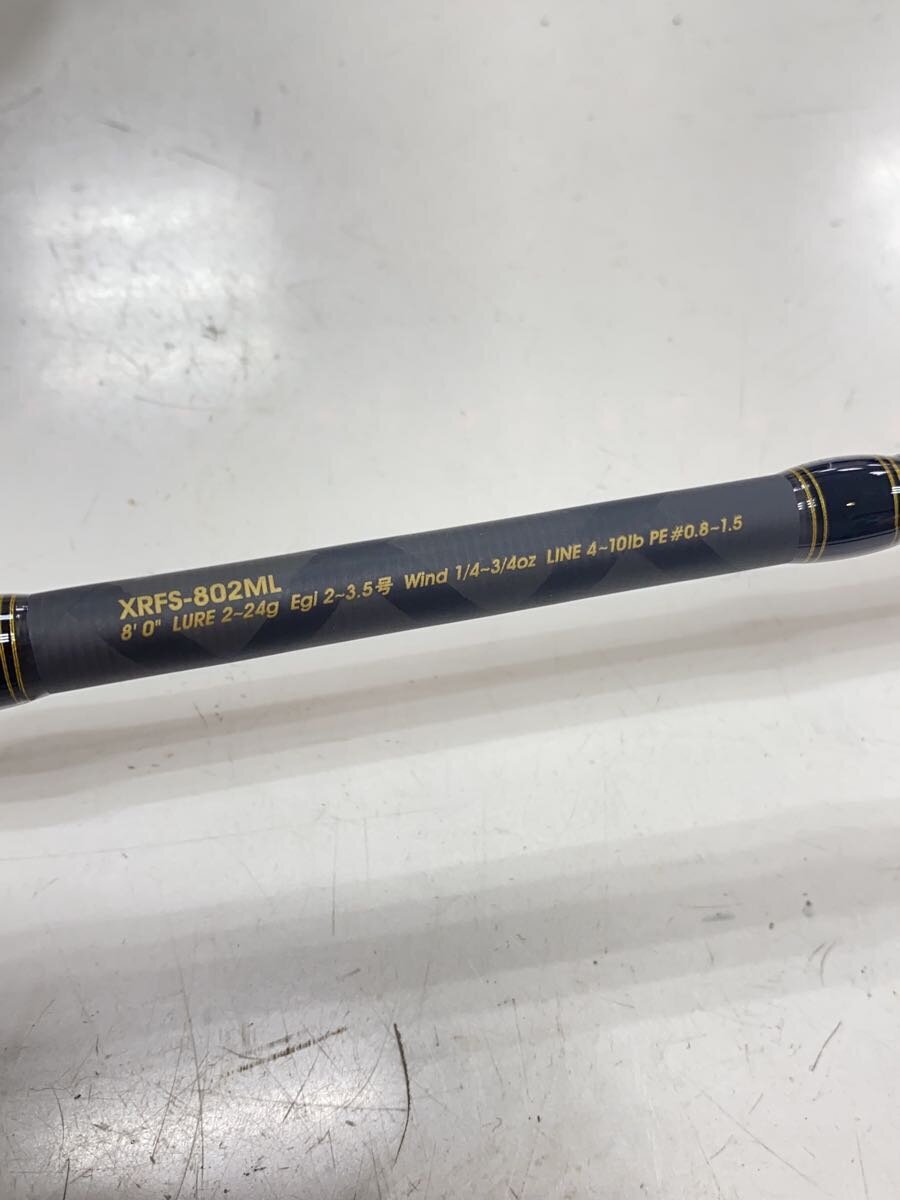 XRFS-802ML
8' 0" LURE 2~24g Egi 2~3.5号 Wind 1/4~3/4oz LINE 4~10lb PE#0.8~1.5